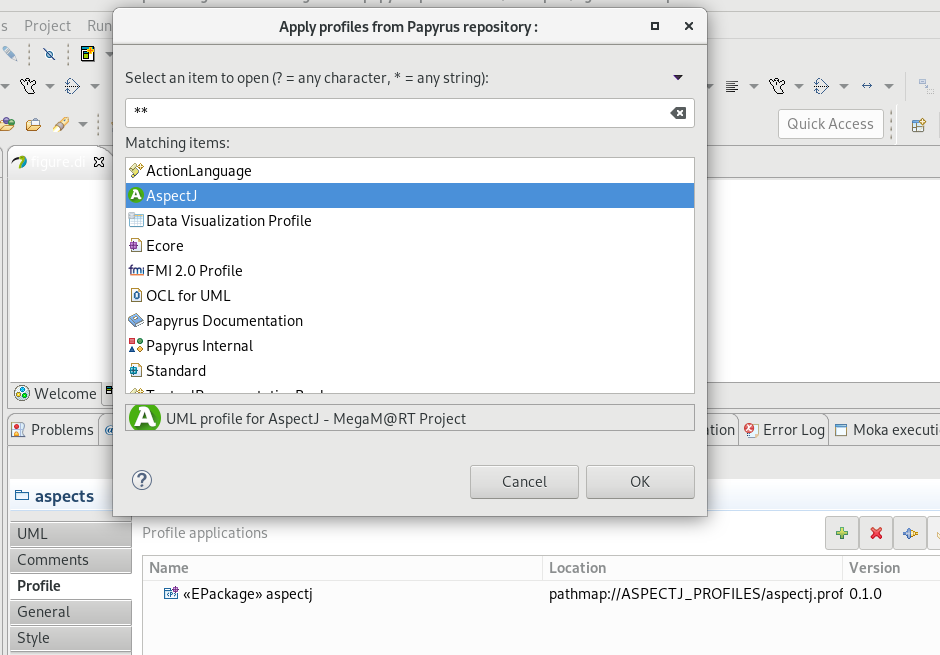 Apply profiles from Papyrus repository :
s Project Run
Select an item to open (? = any character, * = any string):
**
Quick Access
Matching items:
figure.di
ActionLanguage
AspectJ
Data Visualization Profile
Ecore
fmi FMI 2.0 Profile
OCL for UML
Papyrus Documentation
Papyrus Internal
Standard
Welcome
A UML profile for AspectJ - MegaM@RT Project
Problems
@
ation
Error Log
Moka executi
? Cancel OK
aspects
UML
Comments
Profile
General
Style
Profile applications
Name Location Version
«EPackage» aspectj pathmap://ASPECTJ_PROFILES/aspectj.prof 0.1.0